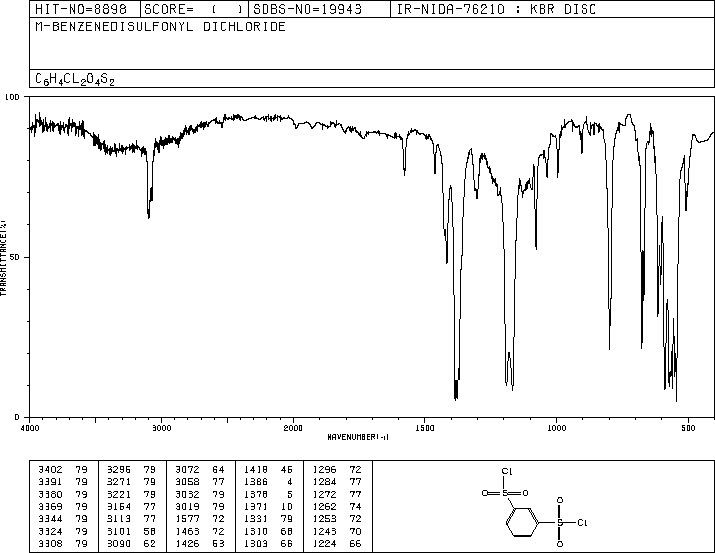 HIT-NO=8898 SCORE= ( ) SDBS-NO=19943 IR-NIDA-76210 : KBR DISC
M-BENZENEDISULFONYL DICHLORIDE
C6H4CL2O4S2
100
50
0
TRANSMITTANCE(%)
4000 3000 2000 1500 1000 500
WAVENUMBER(-1)
3402 79 3296 79 3072 64 1418 46 1296 72
3391 79 3271 79 3058 77 1386 4 1284 77
3380 79 3221 79 3032 79 1378 5 1272 77
3369 79 3164 77 3019 79 1371 10 1262 74
3344 79 3113 77 1577 72 1331 79 1253 72
3324 79 3101 58 1463 72 1310 68 1243 70
3308 79 3090 62 1426 63 1303 66 1224 66
Cl
O=S=O
O
S-Cl
O